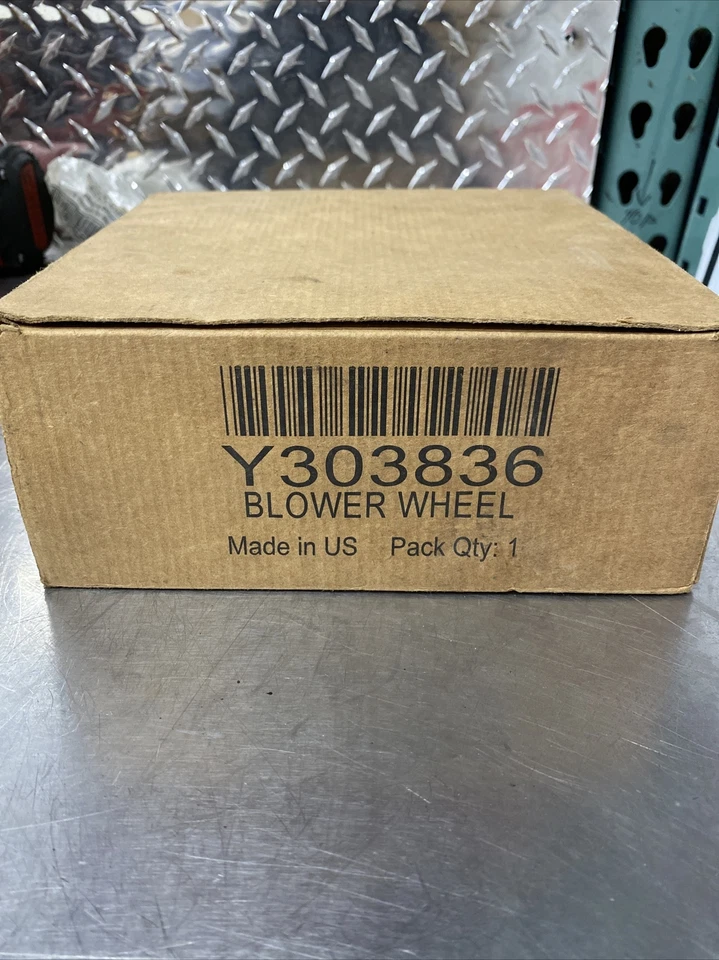 Y303836
BLOWER WHEEL
Made in US Pack Qty: 1